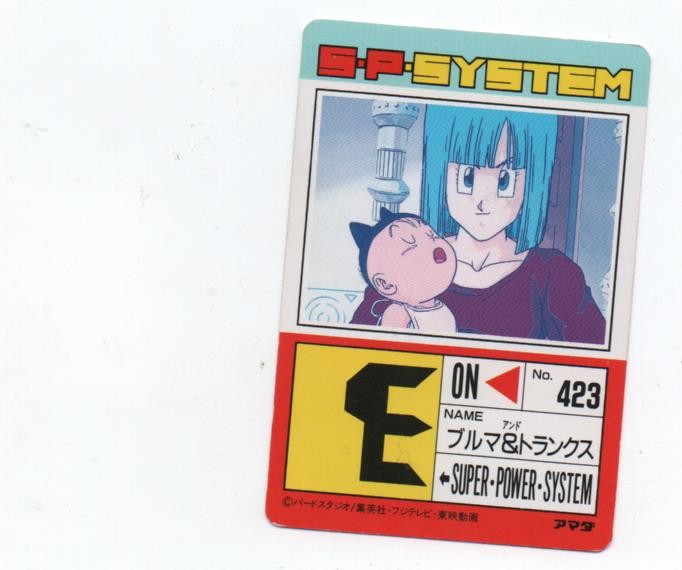 S・P・SYSTEM
E
ON
No. 423
NAME
アンド
ブルマ&トランクス
←SUPER・POWER・SYSTEM
©バードスタジオ/集英社・フジテレビ・東映動画
アマダ